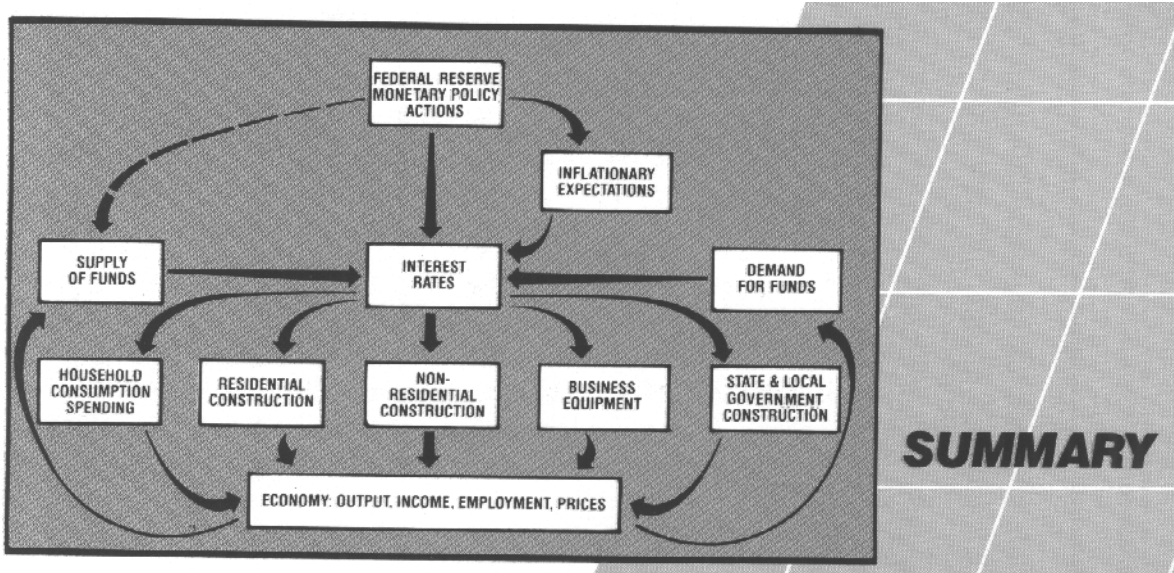 FEDERAL RESERVE
MONETARY POLICY
ACTIONS
INFLATIONARY
EXPECTATIONS
SUPPLY
OF FUNDS
INTEREST
RATES
DEMAND
FOR FUNDS
HOUSEHOLD
CONSUMPTION
SPENDING
RESIDENTIAL
CONSTRUCTION
NON-
RESIDENTIAL
CONSTRUCTION
BUSINESS
EQUIPMENT
STATE & LOCAL
GOVERNMENT
CONSTRUCTION
SUMMARY
ECONOMY: OUTPUT, INCOME, EMPLOYMENT, PRICES